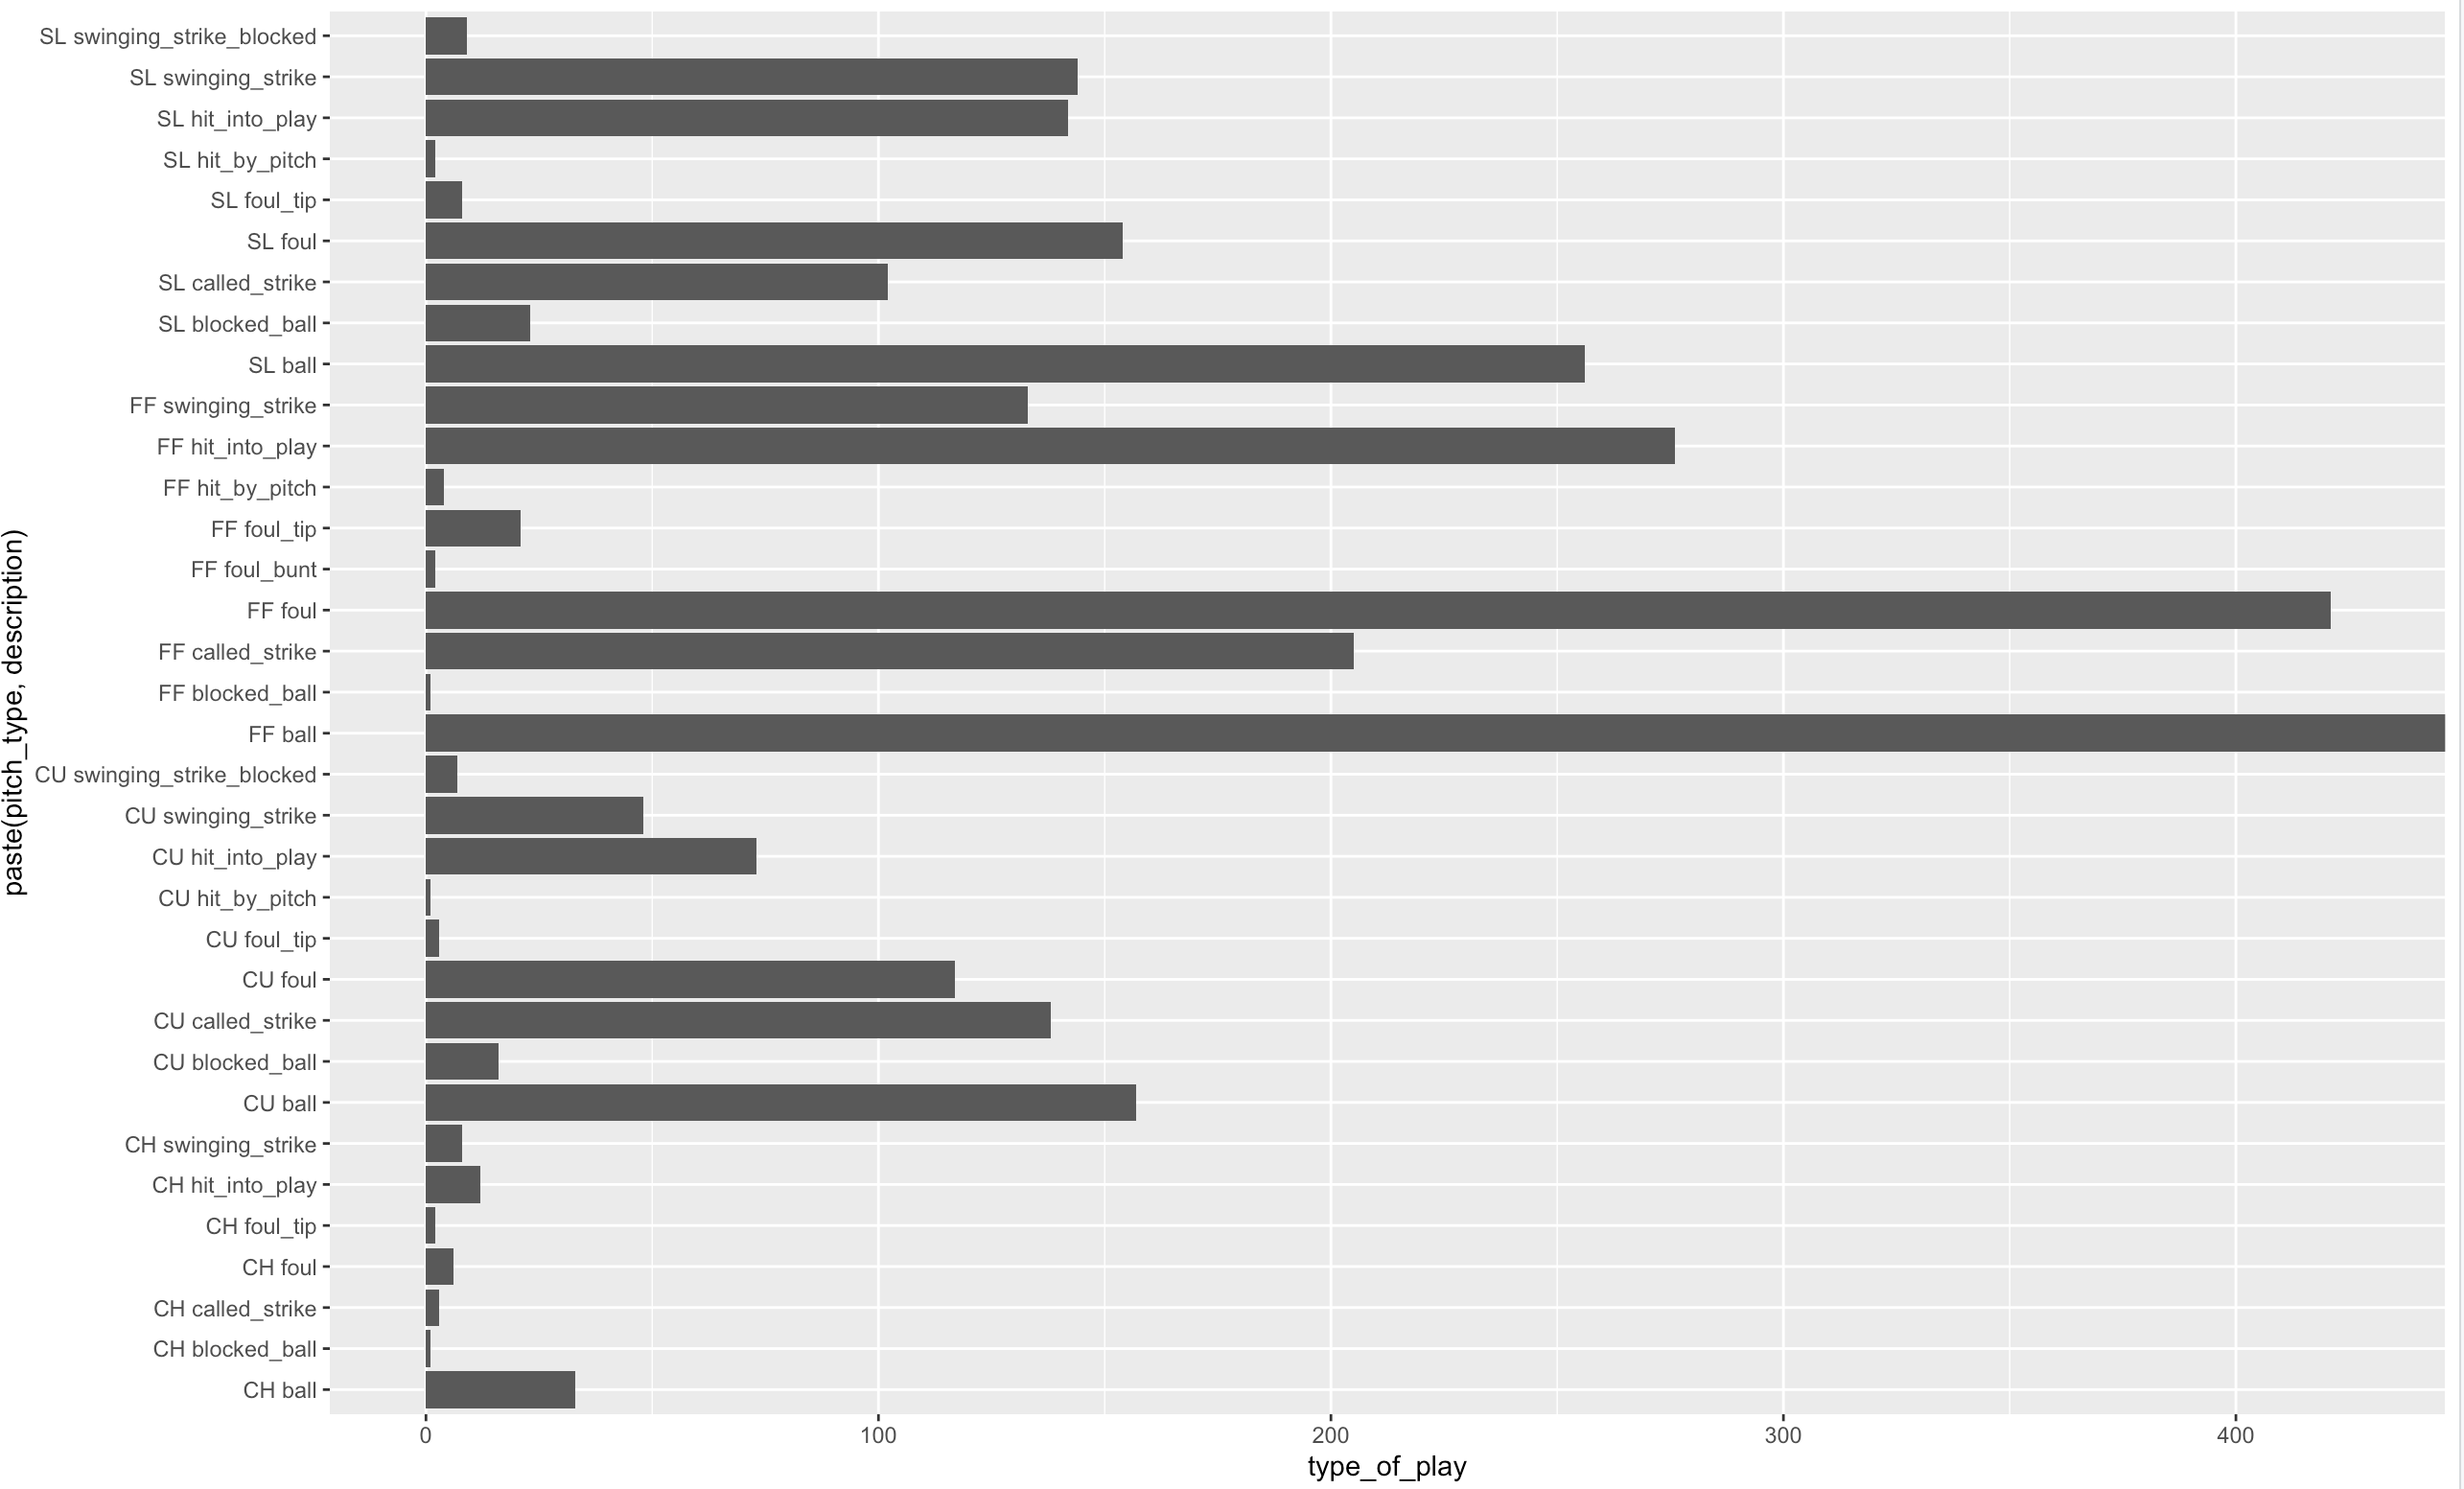 SL swinging_strike_blocked
SL swinging_strike
SL hit_into_play
SL hit_by_pitch
SL foul_tip
SL foul
SL called_strike
SL blocked_ball
SL ball
FF swinging_strike
FF hit_into_play
FF hit_by_pitch
FF foul_tip
FF foul_bunt
FF foul
FF called_strike
FF blocked_ball
FF ball
CU swinging_strike_blocked
CU swinging_strike
CU hit_into_play
CU hit_by_pitch
CU foul_tip
CU foul
CU called_strike
CU blocked_ball
CU ball
CH swinging_strike
CH hit_into_play
CH foul_tip
CH foul
CH called_strike
CH blocked_ball
CH ball
paste(pitch_type, description)
0 100 200 300 400
type_of_play